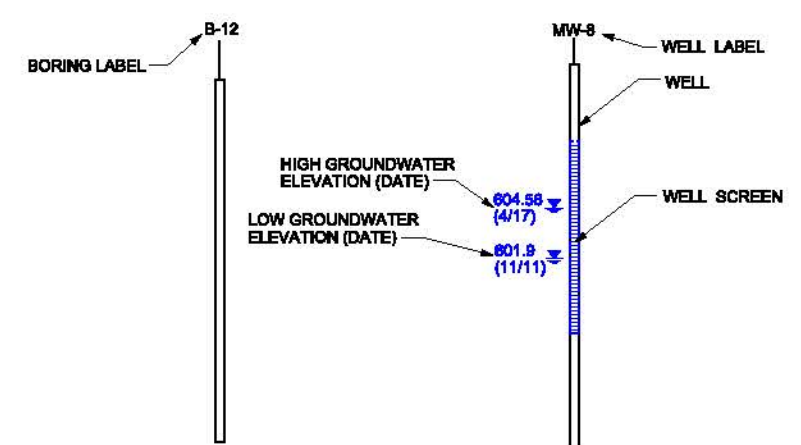 B-12
BORING LABEL
MW-8
WELL LABEL
WELL
HIGH GROUNDWATER
ELEVATION (DATE)
604.56
(4/17)
WELL SCREEN
LOW GROUNDWATER
ELEVATION (DATE)
601.9
(11/11)